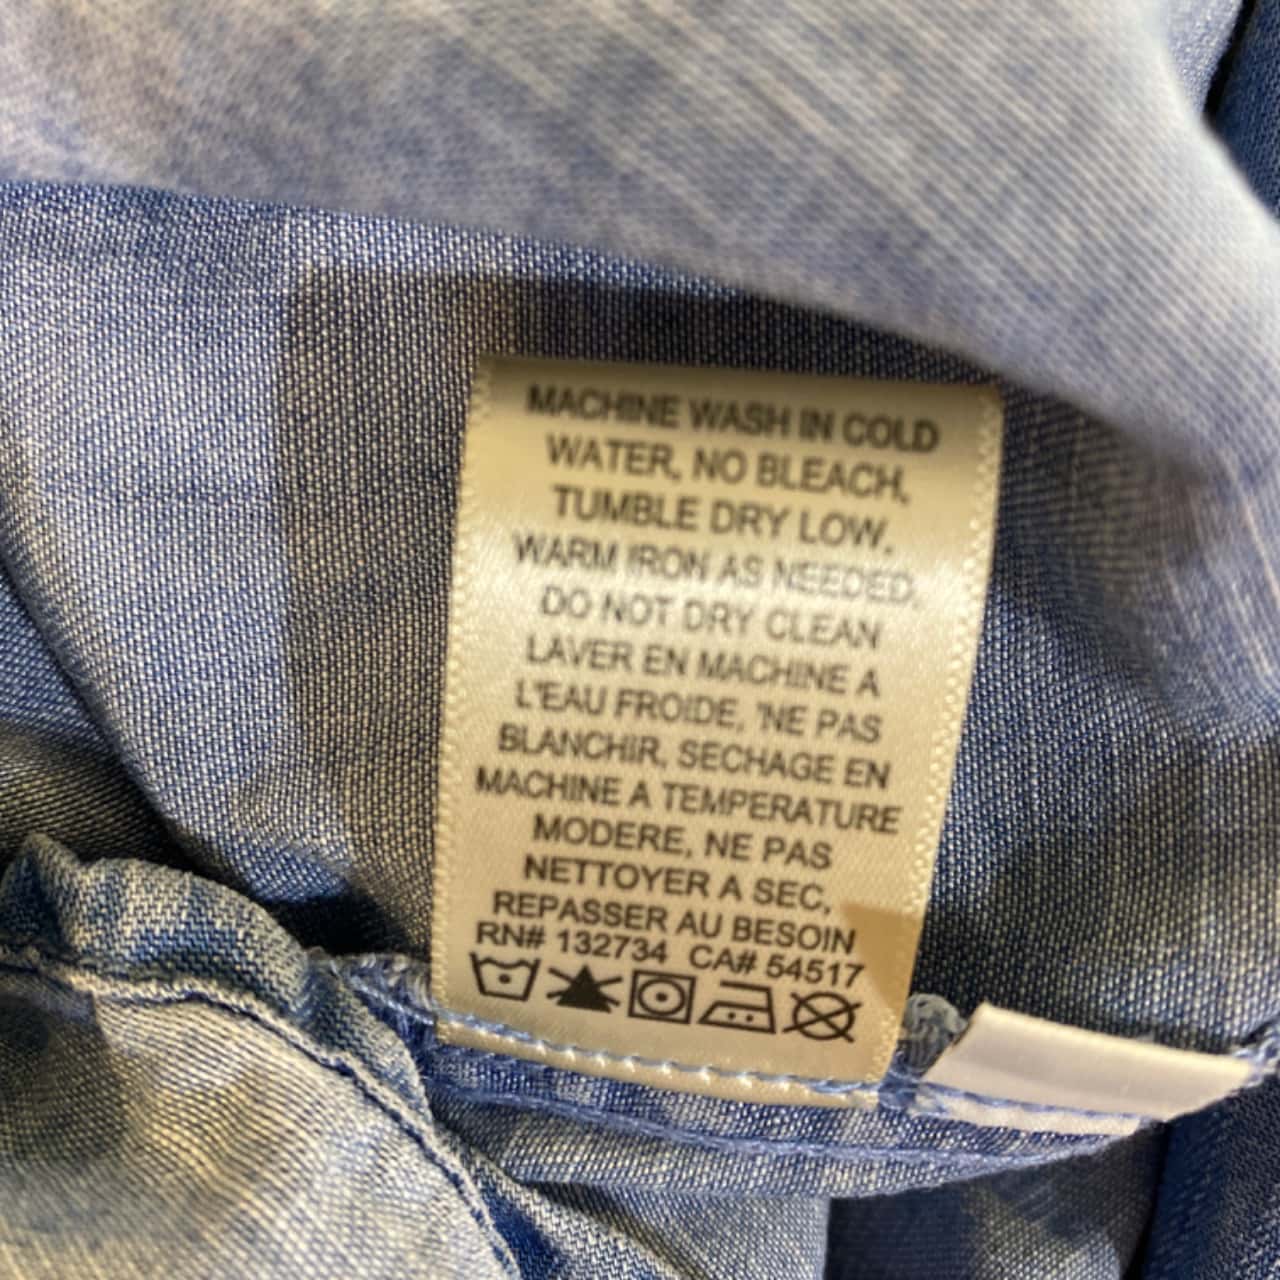 MACHINE WASH IN COLD
WATER, NO BLEACH,
TUMBLE DRY LOW,
WARM IRON AS NEEDED,
DO NOT DRY CLEAN
LAVER EN MACHINE A
L'EAU FROIDE, 'NE PAS
BLANCHIR, SECHAGE EN
MACHINE A TEMPERATURE
MODERE, NE PAS
NETTOYER A SEC,
REPASSER AU BESOIN
RN# 132734 CA# 54517